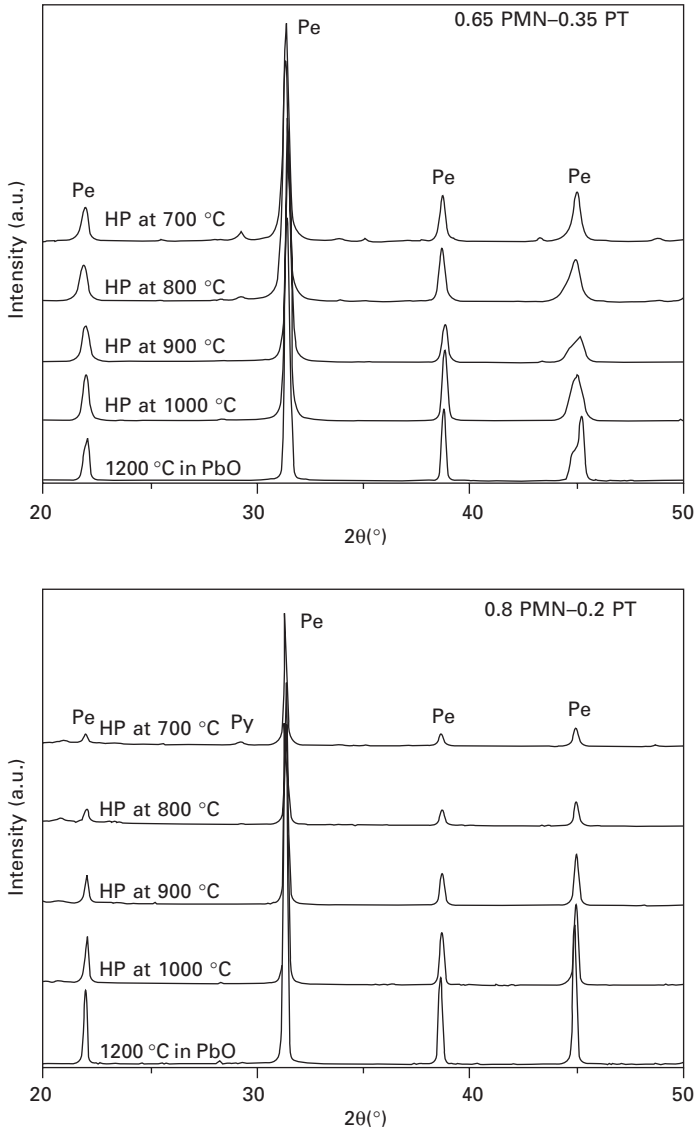 0.65 PMN–0.35 PT
Pe
Pe
Pe
Pe
HP at 700 °C
HP at 800 °C
HP at 900 °C
HP at 1000 °C
1200 °C in PbO
Intensity (a.u.)
20
30
40
50
2θ(°)
0.8 PMN–0.2 PT
Pe
Pe
Py
Pe
Pe
HP at 700 °C
HP at 800 °C
HP at 900 °C
HP at 1000 °C
1200 °C in PbO
Intensity (a.u.)
20
30
40
50
2θ(°)